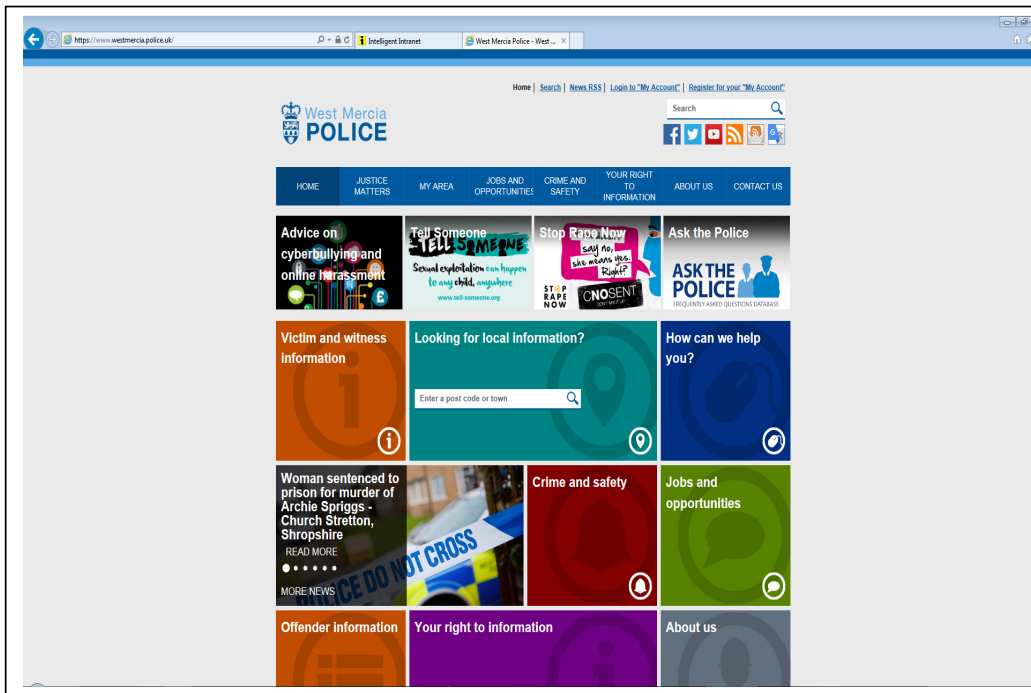 https://www.westmercia.police.uk/
Intelligent Intranet
West Mercia Police - West ...
Home | Search | News RSS | Login to "My Account" | Register for your "My Account"
West Mercia
POLICE
Search
HOME
JUSTICE
MATTERS
MY AREA
JOBS AND
OPPORTUNITIES
CRIME AND
SAFETY
YOUR RIGHT
TO
INFORMATION
ABOUT US
CONTACT US
Advice on
cyberbullying and
online harassment
Tell Someone
TELL SOMEONE
Sexual exploitation can happen
to any child, anywhere
www.tell-someone.org
Stop Rape Now
say no,
she means yes.
Right?
STOP
RAPE
NOW
CNOSENT
Ask the Police
ASK THE
POLICE
FREQUENTLY ASKED QUESTIONS DATABASE
Victim and witness
information
Looking for local information?
Enter a post code or town
How can we help
you?
Woman sentenced to
prison for murder of
Archie Spriggs -
Church Stretton,
Shropshire
READ MORE
MORE NEWS
POLICE DO NOT CROSS
Crime and safety
Jobs and
opportunities
Offender information
Your right to information
About us